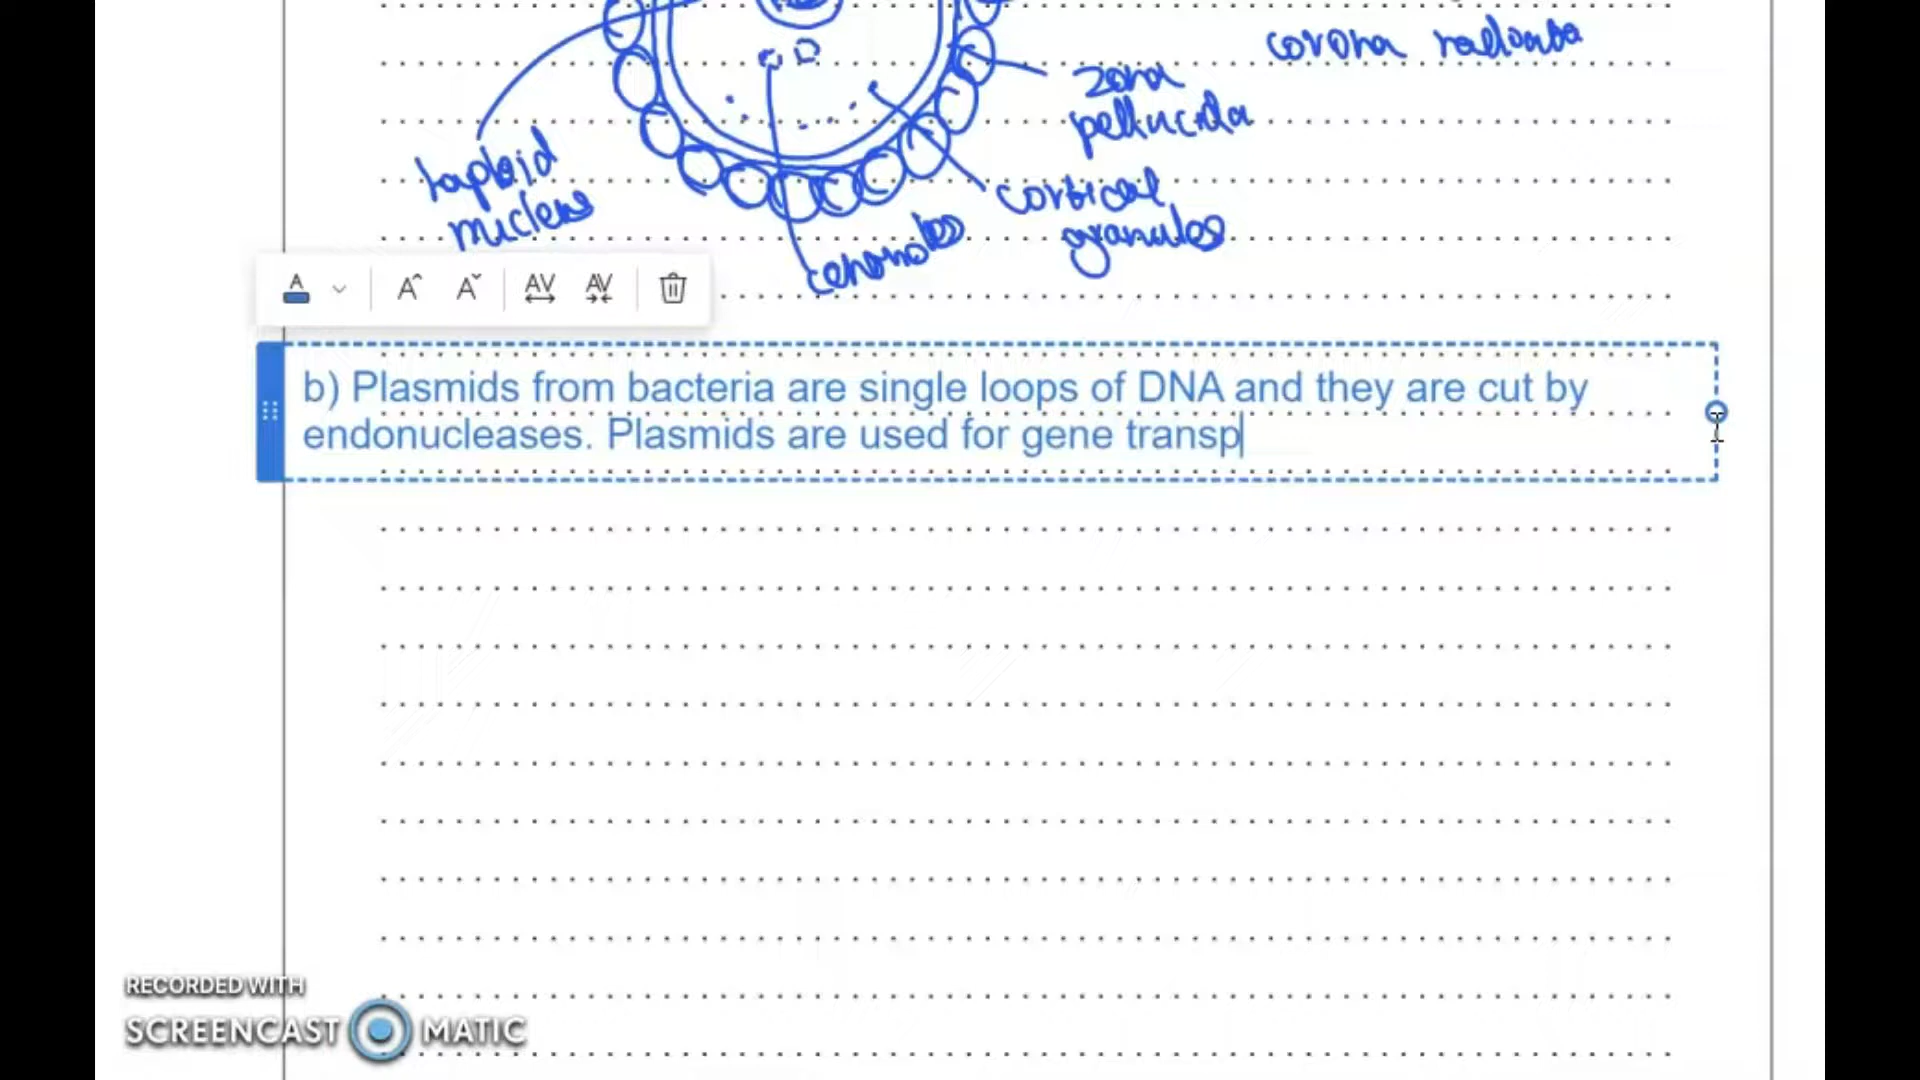 corona radiata
zona
pellucida
haploid
nucleus
cortical
granules
b) Plasmids from bacteria are single loops of DNA and they are cut by
endonucleases. Plasmids are used for gene transp
RECORDED WITH
SCREENCAST MATIC